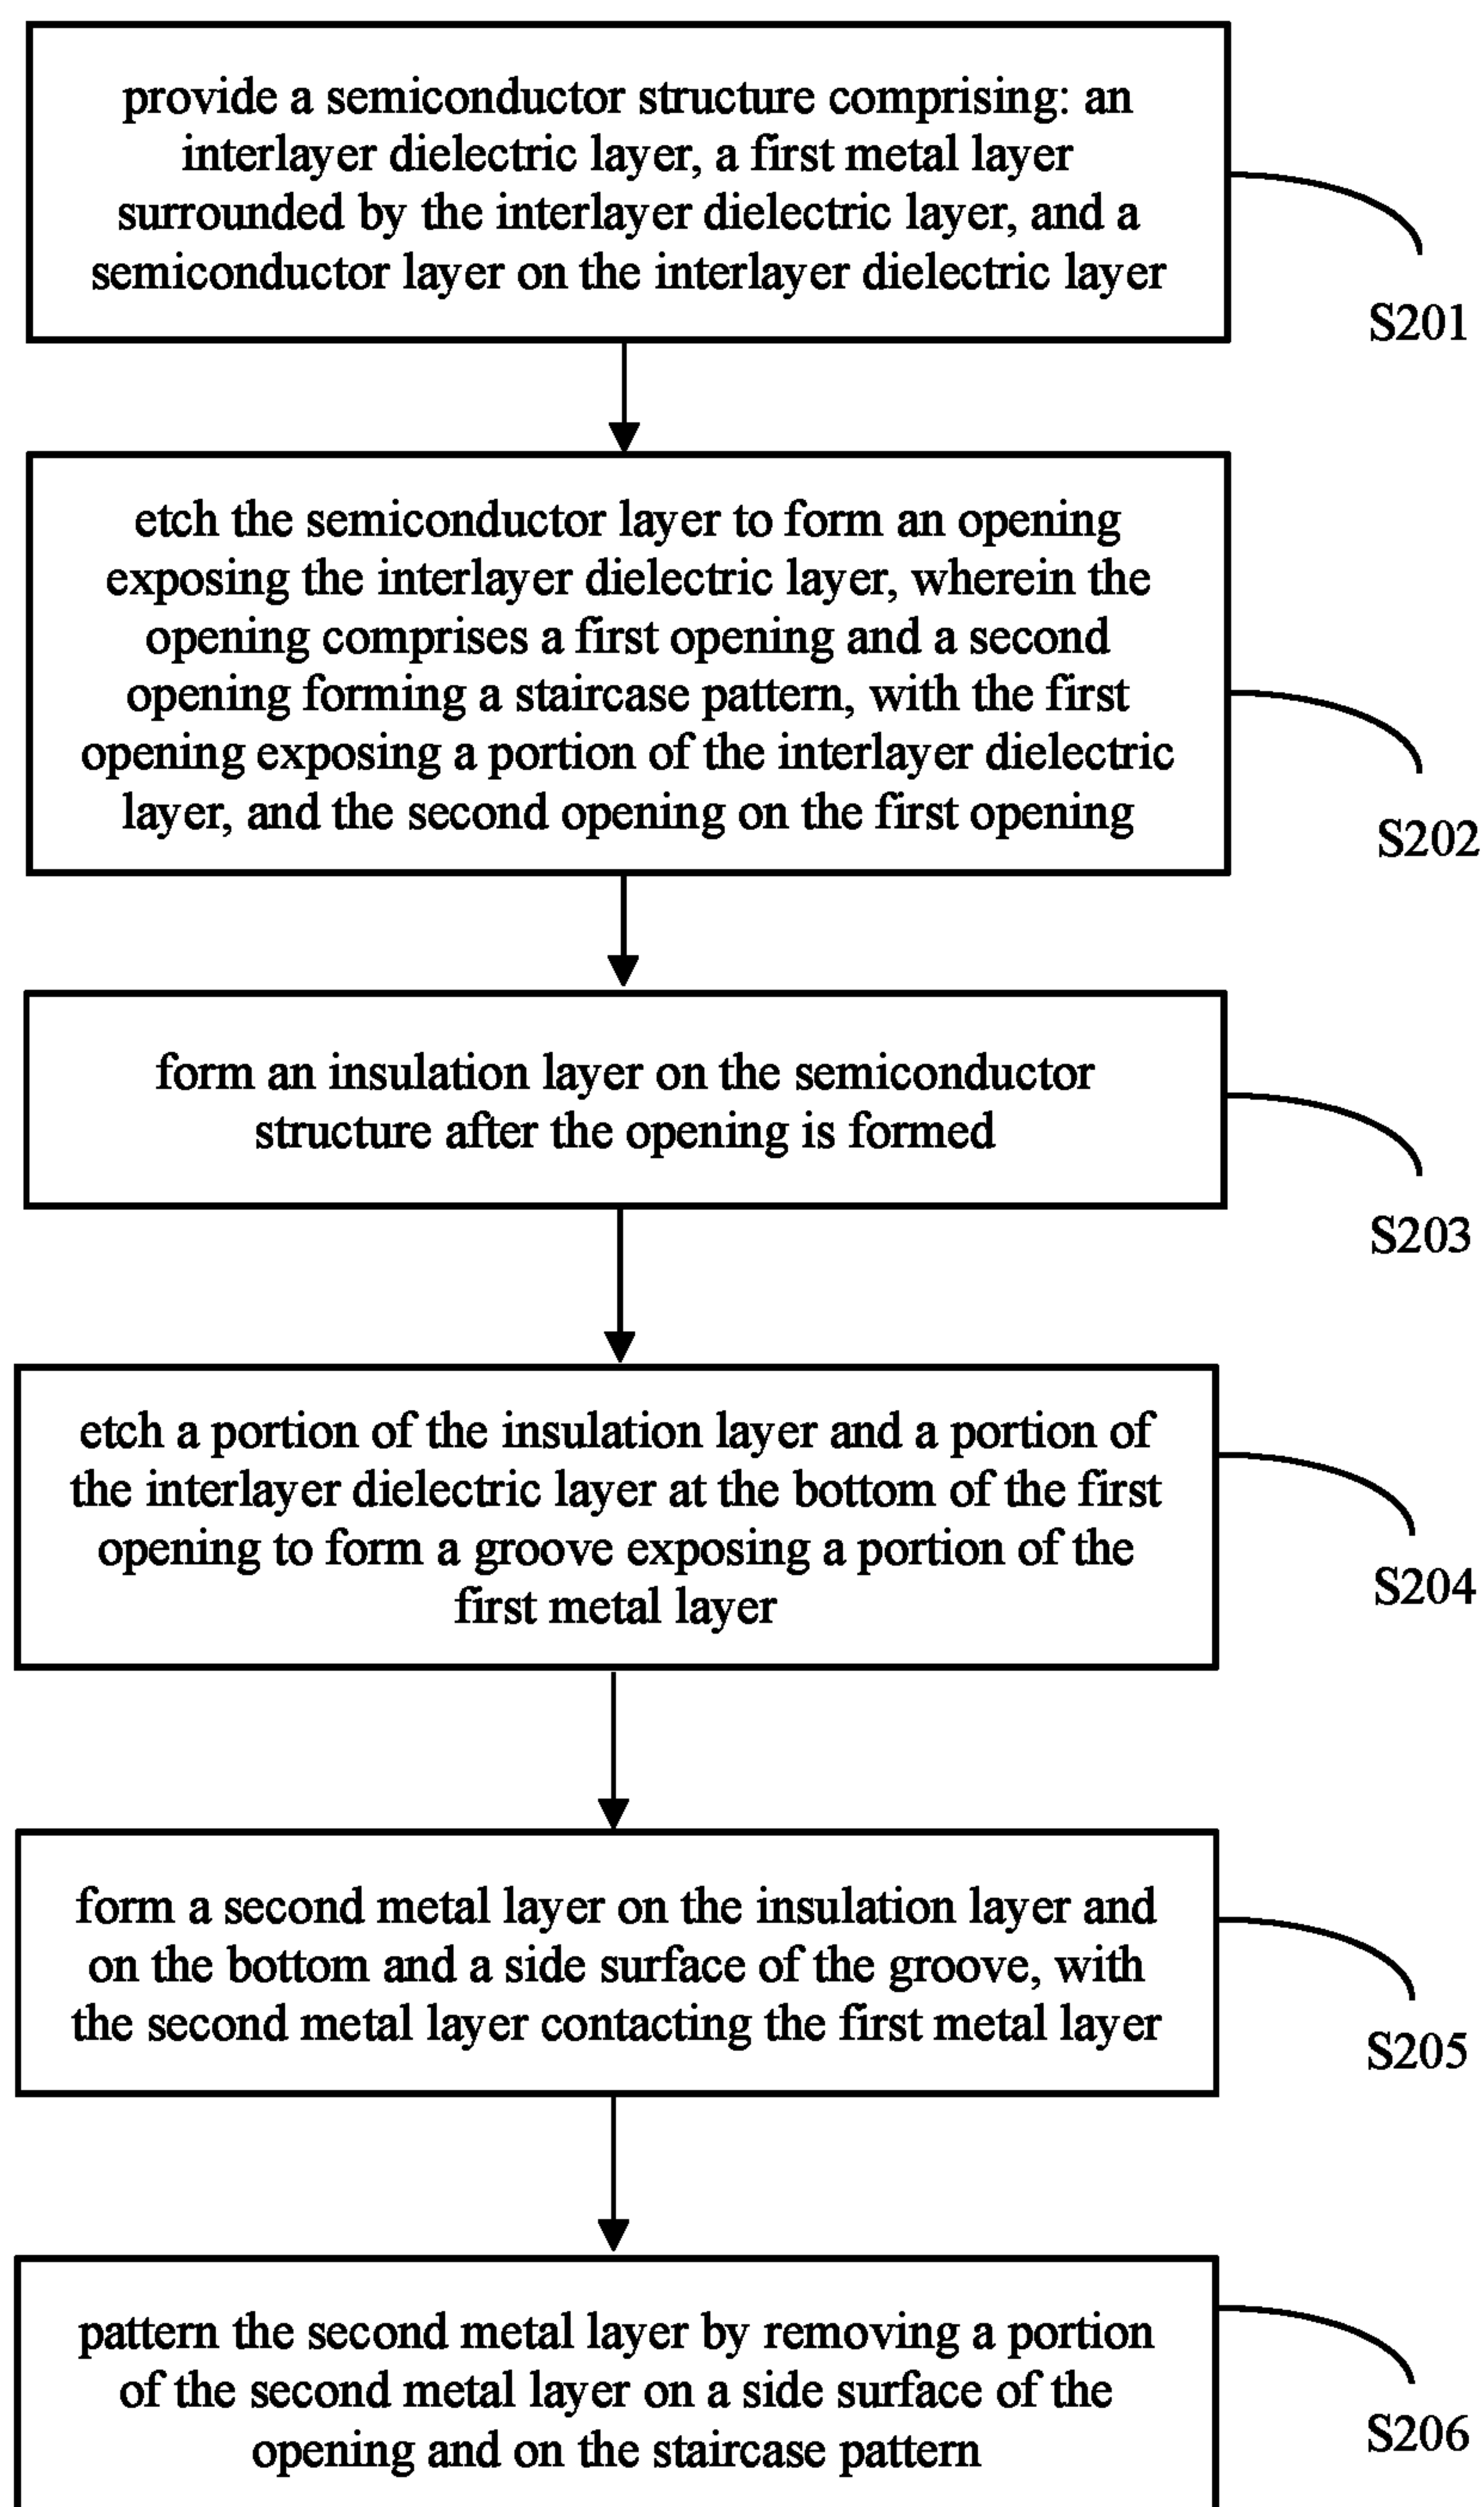 provide a semiconductor structure comprising: an
interlayer dielectric layer, a first metal layer
surrounded by the interlayer dielectric layer, and a
semiconductor layer on the interlayer dielectric layer
S201
etch the semiconductor layer to form an opening
exposing the interlayer dielectric layer, wherein the
opening comprises a first opening and a second
opening forming a staircase pattern, with the first
opening exposing a portion of the interlayer dielectric
layer, and the second opening on the first opening
S202
form an insulation layer on the semiconductor
structure after the opening is formed
S203
etch a portion of the insulation layer and a portion of
the interlayer dielectric layer at the bottom of the first
opening to form a groove exposing a portion of the
first metal layer
S204
form a second metal layer on the insulation layer and
on the bottom and a side surface of the groove, with
the second metal layer contacting the first metal layer
S205
pattern the second metal layer by removing a portion
of the second metal layer on a side surface of the
opening and on the staircase pattern
S206